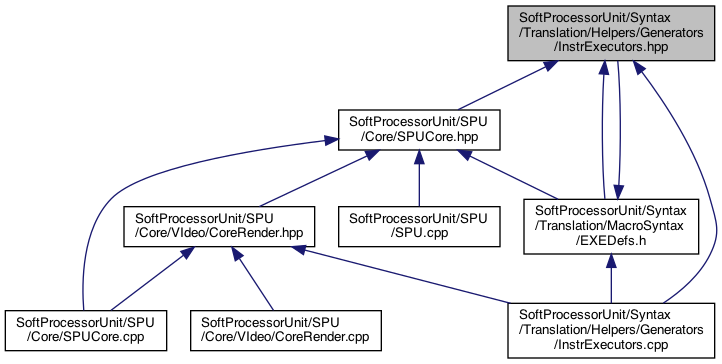 SoftProcessorUnit/Syntax
/Translation/Helpers/Generators
/InstrExecutors.hpp
SoftProcessorUnit/SPU
/Core/SPUCore.hpp
SoftProcessorUnit/SPU
/Core/VIdeo/CoreRender.hpp
SoftProcessorUnit/SPU
/SPU.cpp
SoftProcessorUnit/Syntax
/Translation/MacroSyntax
/EXEDefs.h
SoftProcessorUnit/SPU
/Core/SPUCore.cpp
SoftProcessorUnit/SPU
/Core/VIdeo/CoreRender.cpp
SoftProcessorUnit/Syntax
/Translation/Helpers/Generators
/InstrExecutors.cpp